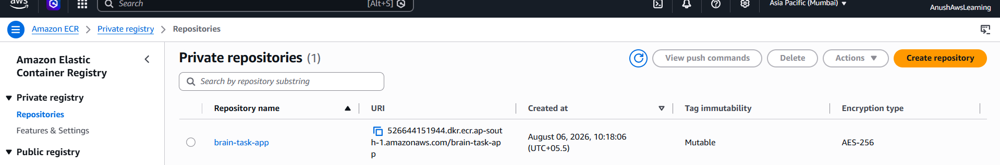 aws
Search
[Alt+S]
Asia Pacific (Mumbai)
AnushAwsLearning
Amazon ECR
Private registry
Repositories
Amazon Elastic
Container Registry
Private registry
Repositories
Features & Settings
Public registry
Private repositories (1)
View push commands
Delete
Actions
Create repository
Search by repository substring
Repository name
URI
Created at
Tag immutability
Encryption type
brain-task-app
526644151944.dkr.ecr.ap-sout
h-1.amazonaws.com/brain-task-ap
p
August 06, 2026, 10:18:06
(UTC+05.5)
Mutable
AES-256